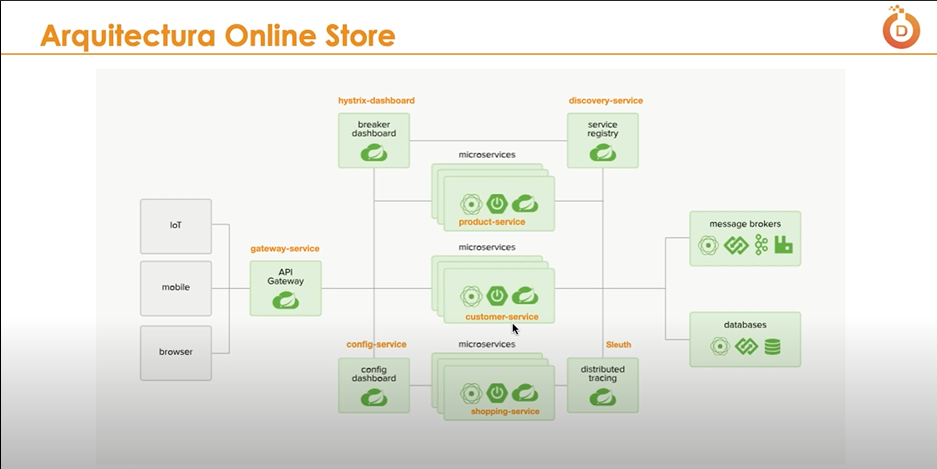 Arquitectura Online Store
D
hystrix-dashboard
discovery-service
breaker
dashboard
service
registry
microservices
product-service
IoT
mobile
browser
gateway-service
API
Gateway
microservices
customer-service
message brokers
databases
config-service
config
dashboard
microservices
shopping-service
Sleuth
distributed
tracing